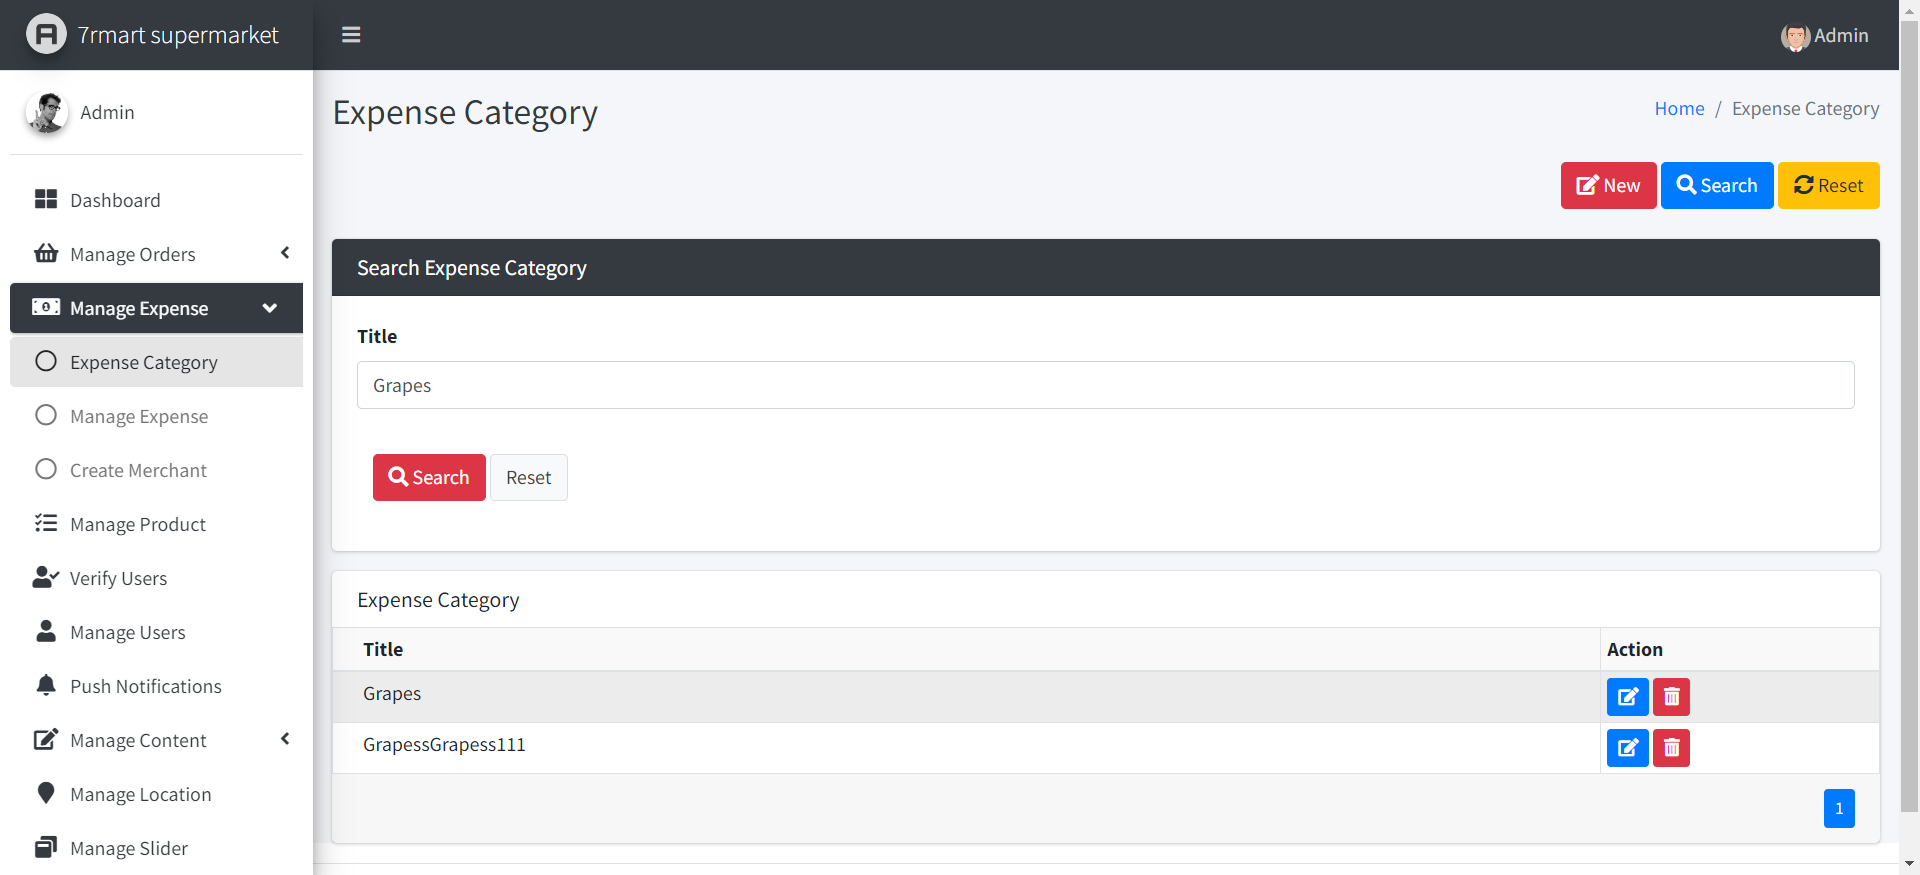 7rmart supermarket
Admin
Admin
Expense Category
Home / Expense Category
New
Search
Reset
Dashboard
Manage Orders
Manage Expense
Expense Category
Manage Expense
Create Merchant
Manage Product
Verify Users
Manage Users
Push Notifications
Manage Content
Manage Location
Manage Slider
Search Expense Category
Title
Grapes
Search
Reset
Expense Category
Title
Action
Grapes
GrapessGrapess111
1